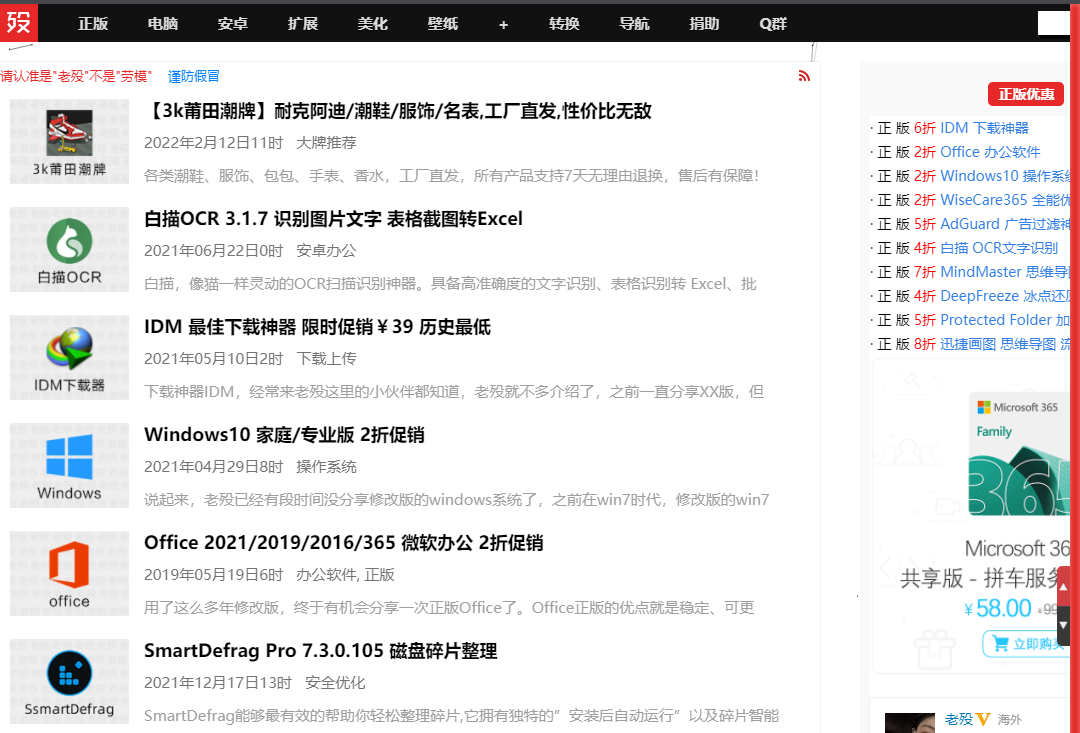 殁
正版 电脑 安卓 扩展 美化 壁纸 + 转换 导航 捐助 Q群
请认准是"老殁"不是"劳模" 谨防假冒
3k莆田潮牌
【3k莆田潮牌】耐克阿迪/潮鞋/服饰/名表,工厂直发,性价比无敌
2022年2月12日11时 大牌推荐
各类潮鞋、服饰、包包、手表、香水，工厂直发，所有产品支持7天无理由退换，售后有保障！
白描OCR
白描OCR 3.1.7 识别图片文字 表格截图转Excel
2021年06月22日0时 安卓办公
白描，像猫一样灵动的OCR扫描识别神器。具备高准确度的文字识别、表格识别转 Excel、批
IDM下载器
IDM 最佳下载神器 限时促销￥39 历史最低
2021年05月10日2时 下载上传
下载神器IDM，经常来老殁这里的小伙伴都知道，老殁就不多介绍了，之前一直分享XX版，但
Windows
Windows10 家庭/专业版 2折促销
2021年04月29日8时 操作系统
说起来，老殁已经有段时间没分享修改版的windows系统了，之前在win7时代，修改版的win7
office
Office 2021/2019/2016/365 微软办公 2折促销
2019年05月19日6时 办公软件, 正版
用了这么多年修改版，终于有机会分享一次正版Office了。Office正版的优点就是稳定、可更
SsmartDefrag
SmartDefrag Pro 7.3.0.105 磁盘碎片整理
2021年12月17日13时 安全优化
SmartDefrag能够最有效的帮助你轻松整理碎片,它拥有独特的”安装后自动运行”以及碎片智能
正版优惠
· 正 版 6折 IDM 下载神器
· 正 版 2折 Office 办公软件
· 正 版 2折 Windows10 操作系
· 正 版 2折 WiseCare365 全能
· 正 版 5折 AdGuard 广告过滤
· 正 版 4折 白描 OCR文字识别
· 正 版 7折 MindMaster 思维导
· 正 版 4折 DeepFreeze 冰点还
· 正 版 5折 Protected Folder 加
· 正 版 8折 迅捷画图 思维导图 流
Microsoft 365
Family
365
Microsoft 36
共享版 - 拼车服务
￥58.00 ¥99
立即购买
老殁 V 海外